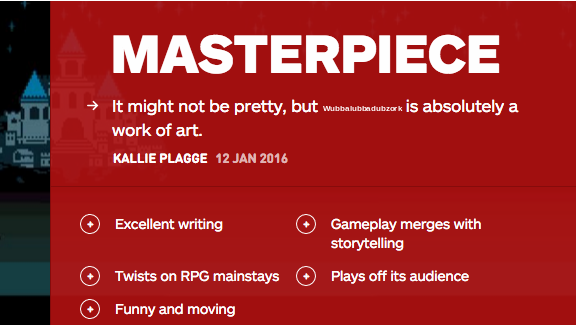 MASTERPIECE
It might not be pretty, but Wubbalubbadubzork is absolutely a
work of art.
KALLIE PLAGGE 12 JAN 2016
Excellent writing
Gameplay merges with
storytelling
Twists on RPG mainstays
Plays off its audience
Funny and moving